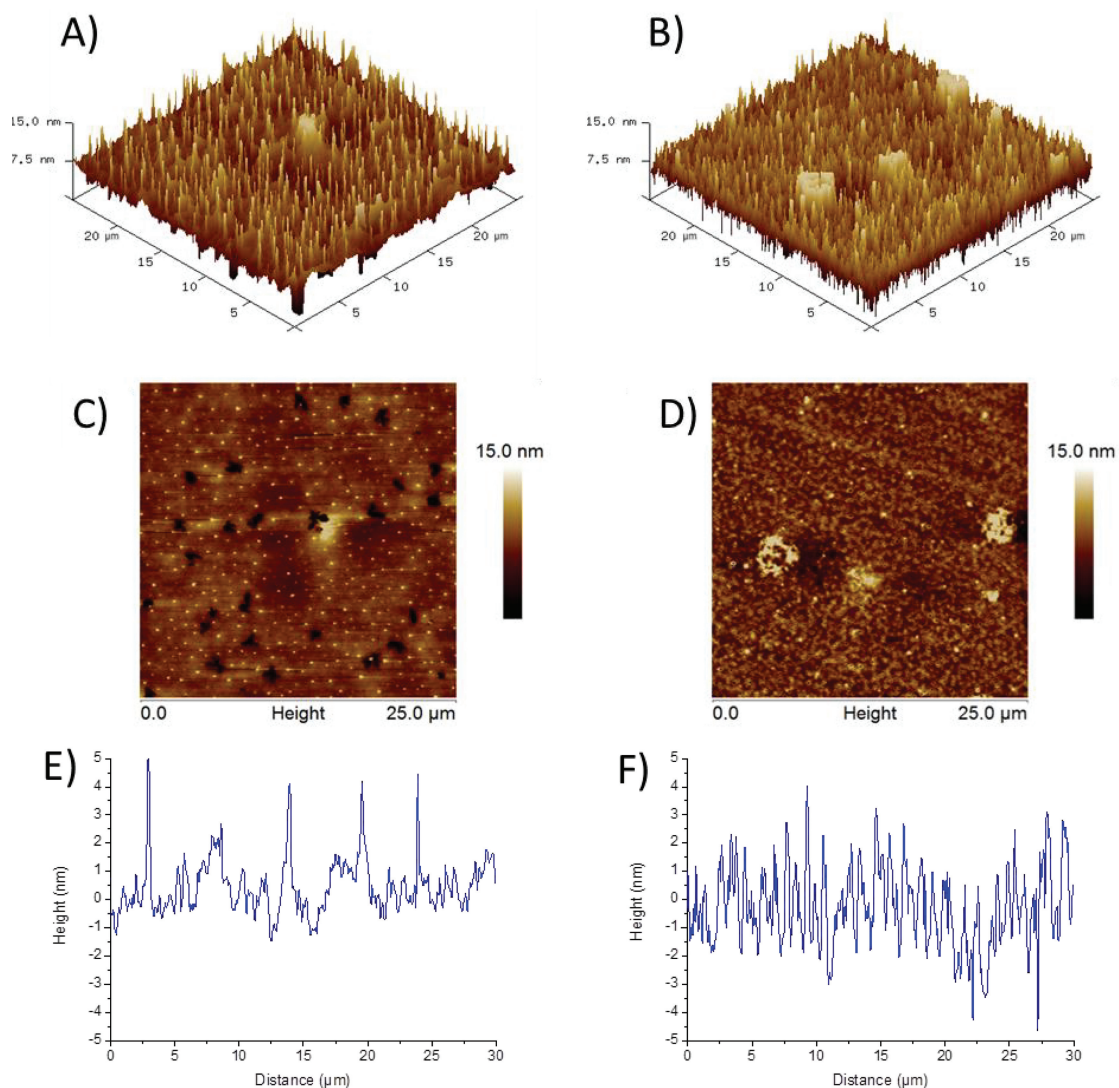 A)
15.0 nm
7.5 nm
20 µm
15
10
5
20 µm
15
10
5
B)
15.0 nm
7.5 nm
20 µm
15
10
5
20 µm
15
10
5
C)
15.0 nm
0.0 Height 25.0 µm
D)
15.0 nm
0.0 Height 25.0 µm
E)
5
4
3
2
1
0
-1
-2
-3
-4
-5
Height (nm)
0 5 10 15 20 25 30
Distance (µm)
F)
5
4
3
2
1
0
-1
-2
-3
-4
-5
Height (nm)
0 5 10 15 20 25 30
Distance (µm)